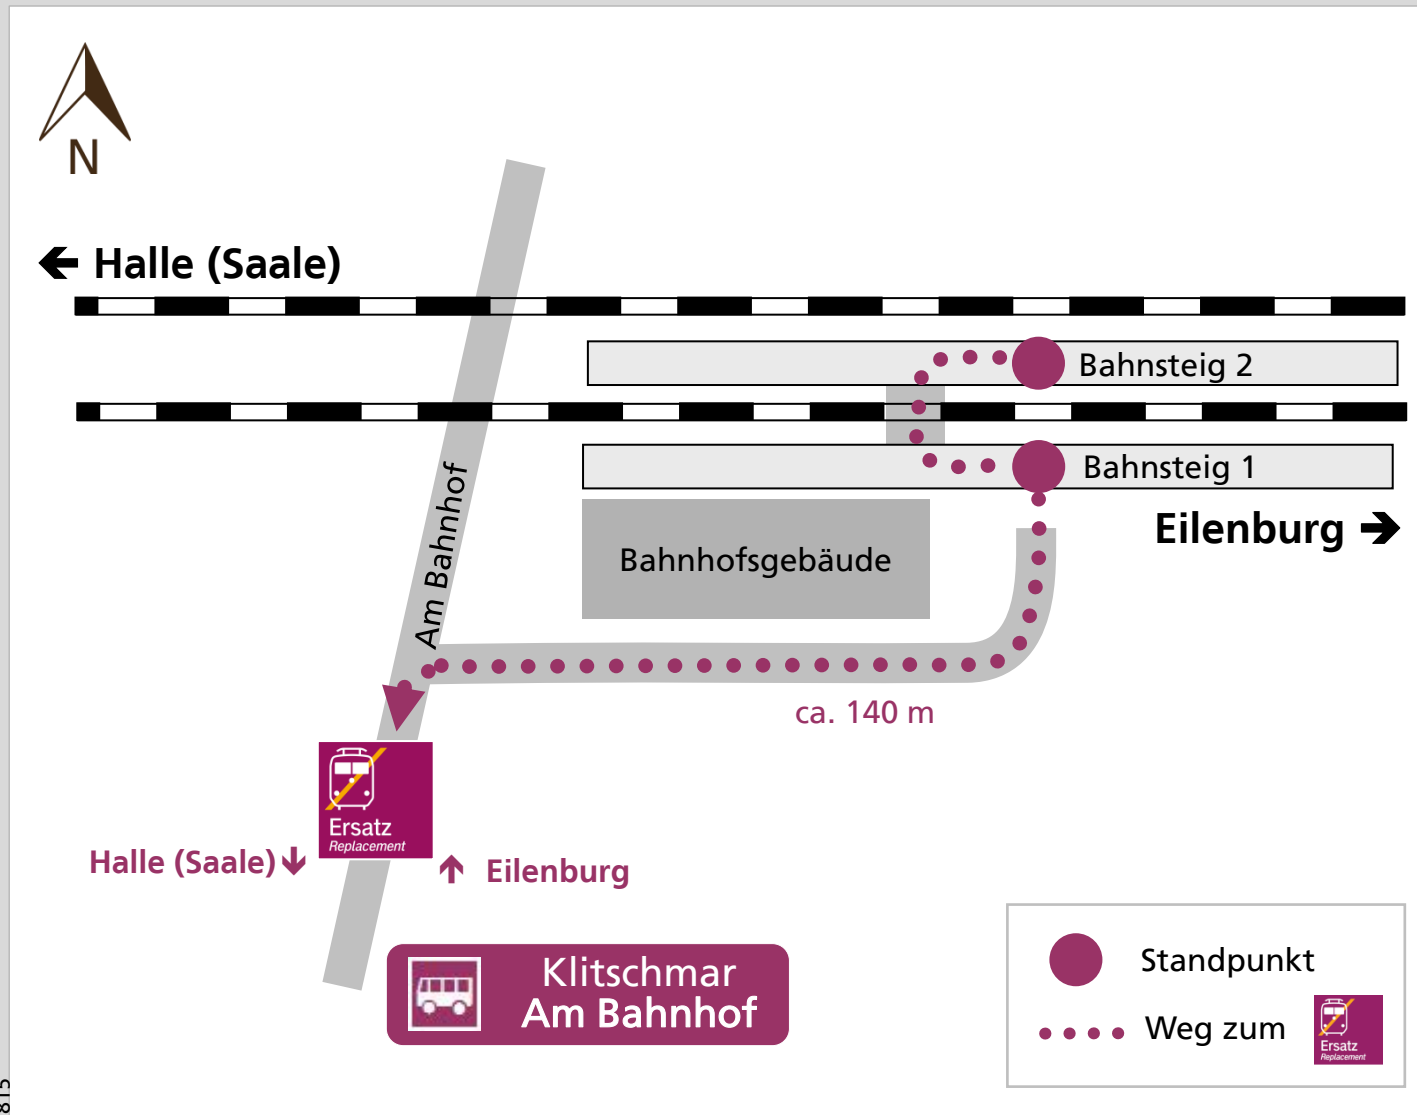 N
← Halle (Saale)
Bahnsteig 2
Bahnsteig 1
Eilenburg →
Am Bahnhof
Bahnhofsgebäude
ca. 140 m
Ersatz
Replacement
Halle (Saale) ↓
↑ Eilenburg
Klitschmar
Am Bahnhof
Standpunkt
Weg zum
Ersatz
Replacement
815